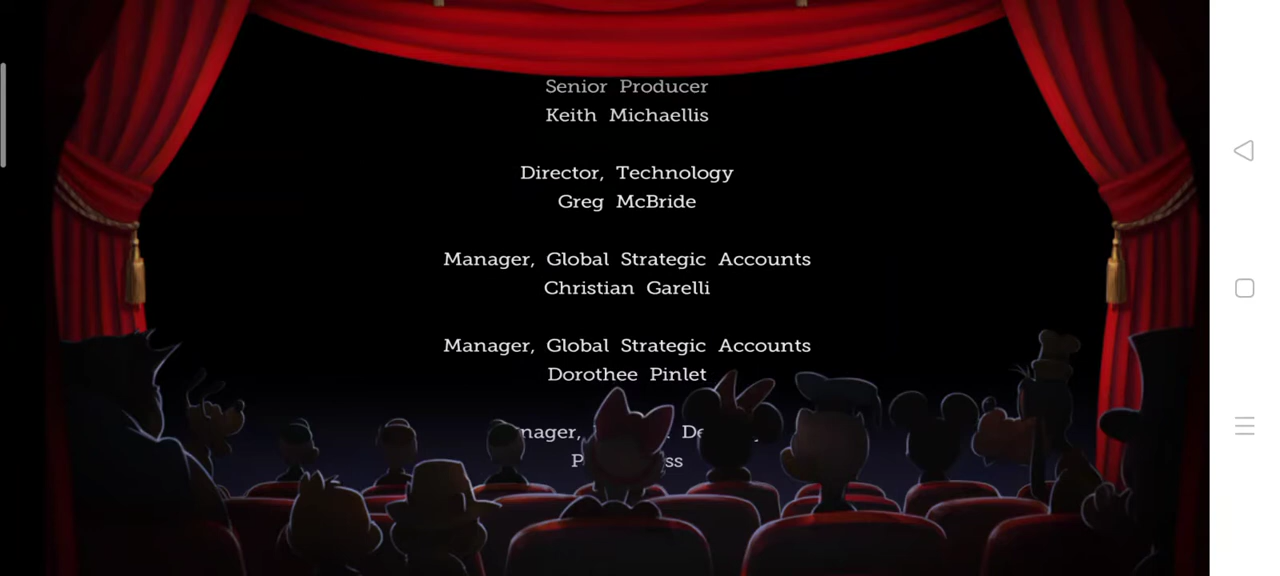 Senior Producer
Keith Michaellis
Director, Technology
Greg McBride
Manager, Global Strategic Accounts
Christian Garelli
Manager, Global Strategic Accounts
Dorothee Pinlet